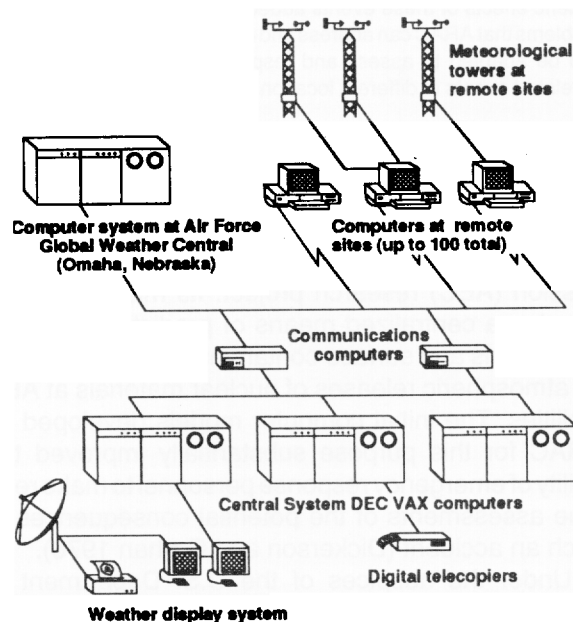 Meteorological
towers at
remote sites
Computer system at Air Force
Global Weather Central
(Omaha, Nebraska)
Computers at remote
sites (up to 100 total)
Communications
computers
Central System DEC VAX computers
Digital telecopiers
Weather display system